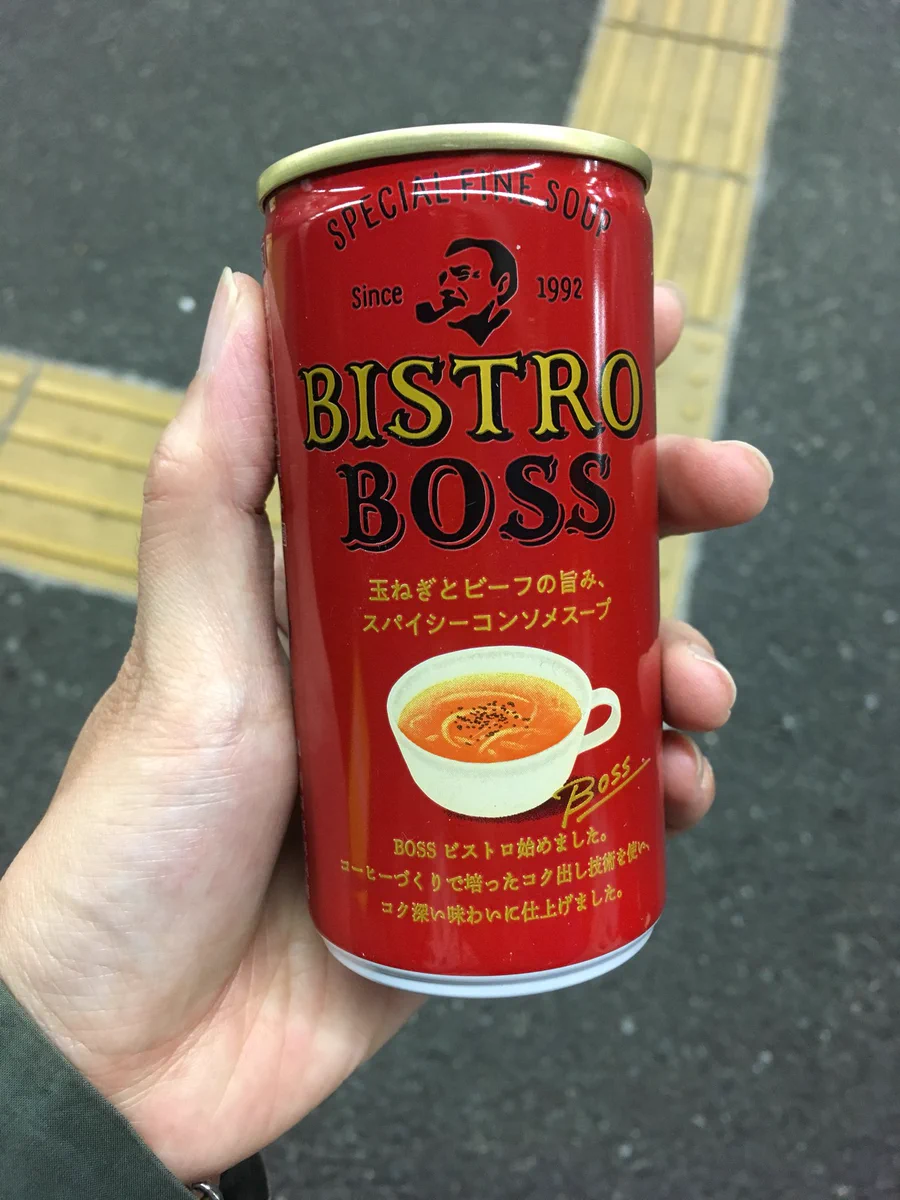 SPECIAL FINE SOUP
Since 1992
BISTRO
BOSS
玉ねぎとビーフの旨み、
スパイシーコンソメスープ
BOSS
BOSS ビストロ始めました。
コーヒーづくりで培ったコク出し技術を使い、
コク深い味わいに仕上げました。